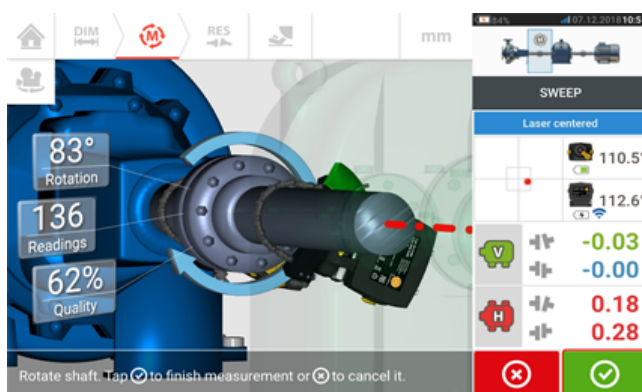 DIM
M
RES
mm
83°
Rotation
136
Readings
62%
Quality
Rotate shaft. Tap to finish measurement or to cancel it.
84%
07.12.2018 10:5
M
SWEEP
Laser centered
110.5°
112.6°
V
-0.03
-0.00
H
0.18
0.28